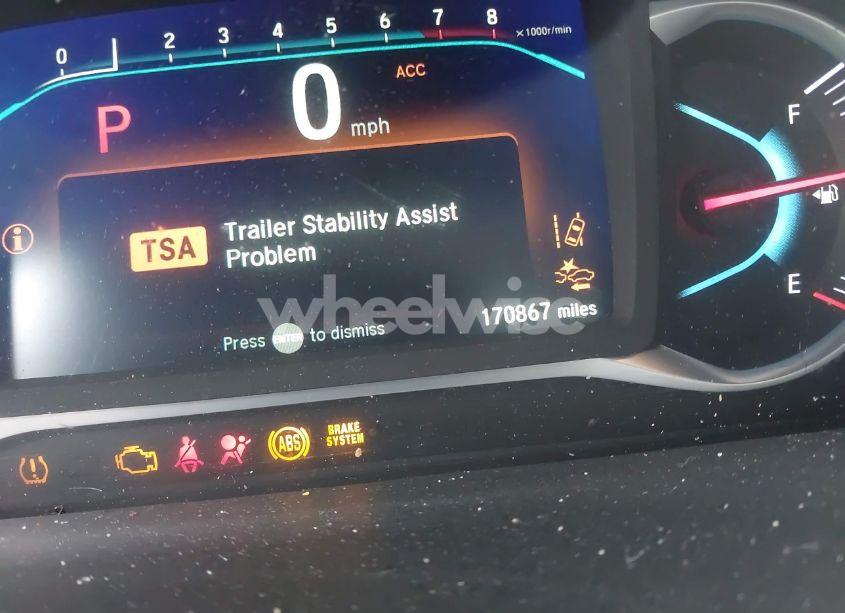 0 2 3 4 5 6 7 8 ×1000r/min
ACC
P 0 mph
F
TSA Trailer Stability Assist
Problem
E
wheelwise
170867 miles
Press ENTER to dismiss
ABS BRAKE
SYSTEM